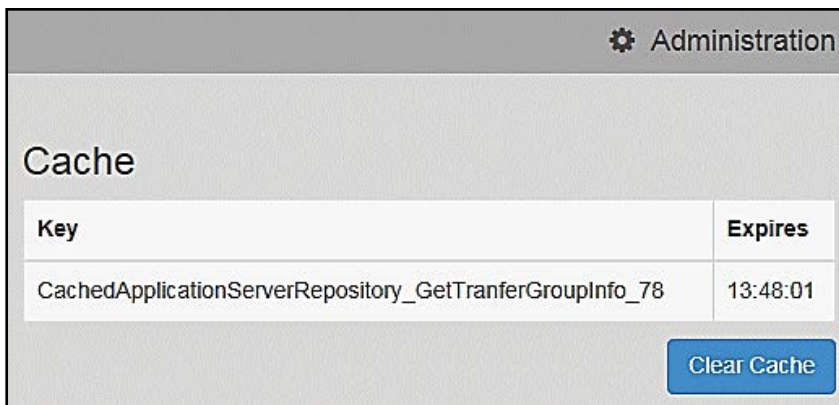 Administration
Cache
Key Expires
CachedApplicationServerRepository_GetTranferGroupInfo_78 13:48:01
Clear Cache